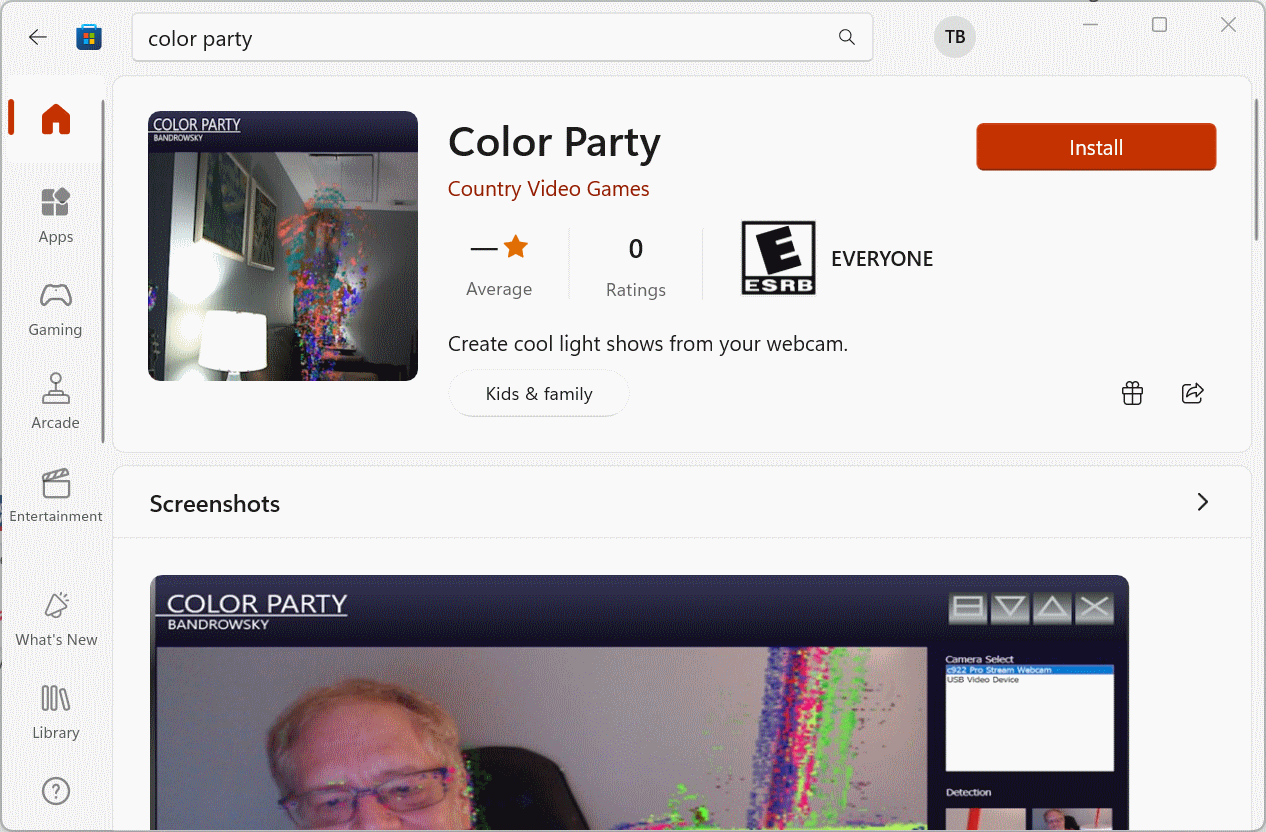 color party
TB
COLOR PARTY
BANDROWSKY
Color Party
Install
Country Video Games
—
Average
0
Ratings
E
ESRB
EVERYONE
Create cool light shows from your webcam.
Kids & family
Apps
Gaming
Arcade
Entertainment
What's New
Library
?
Screenshots
COLOR PARTY
BANDROWSKY
Camera Select
c922 Pro Stream Webcam
USB Video Device
Detection